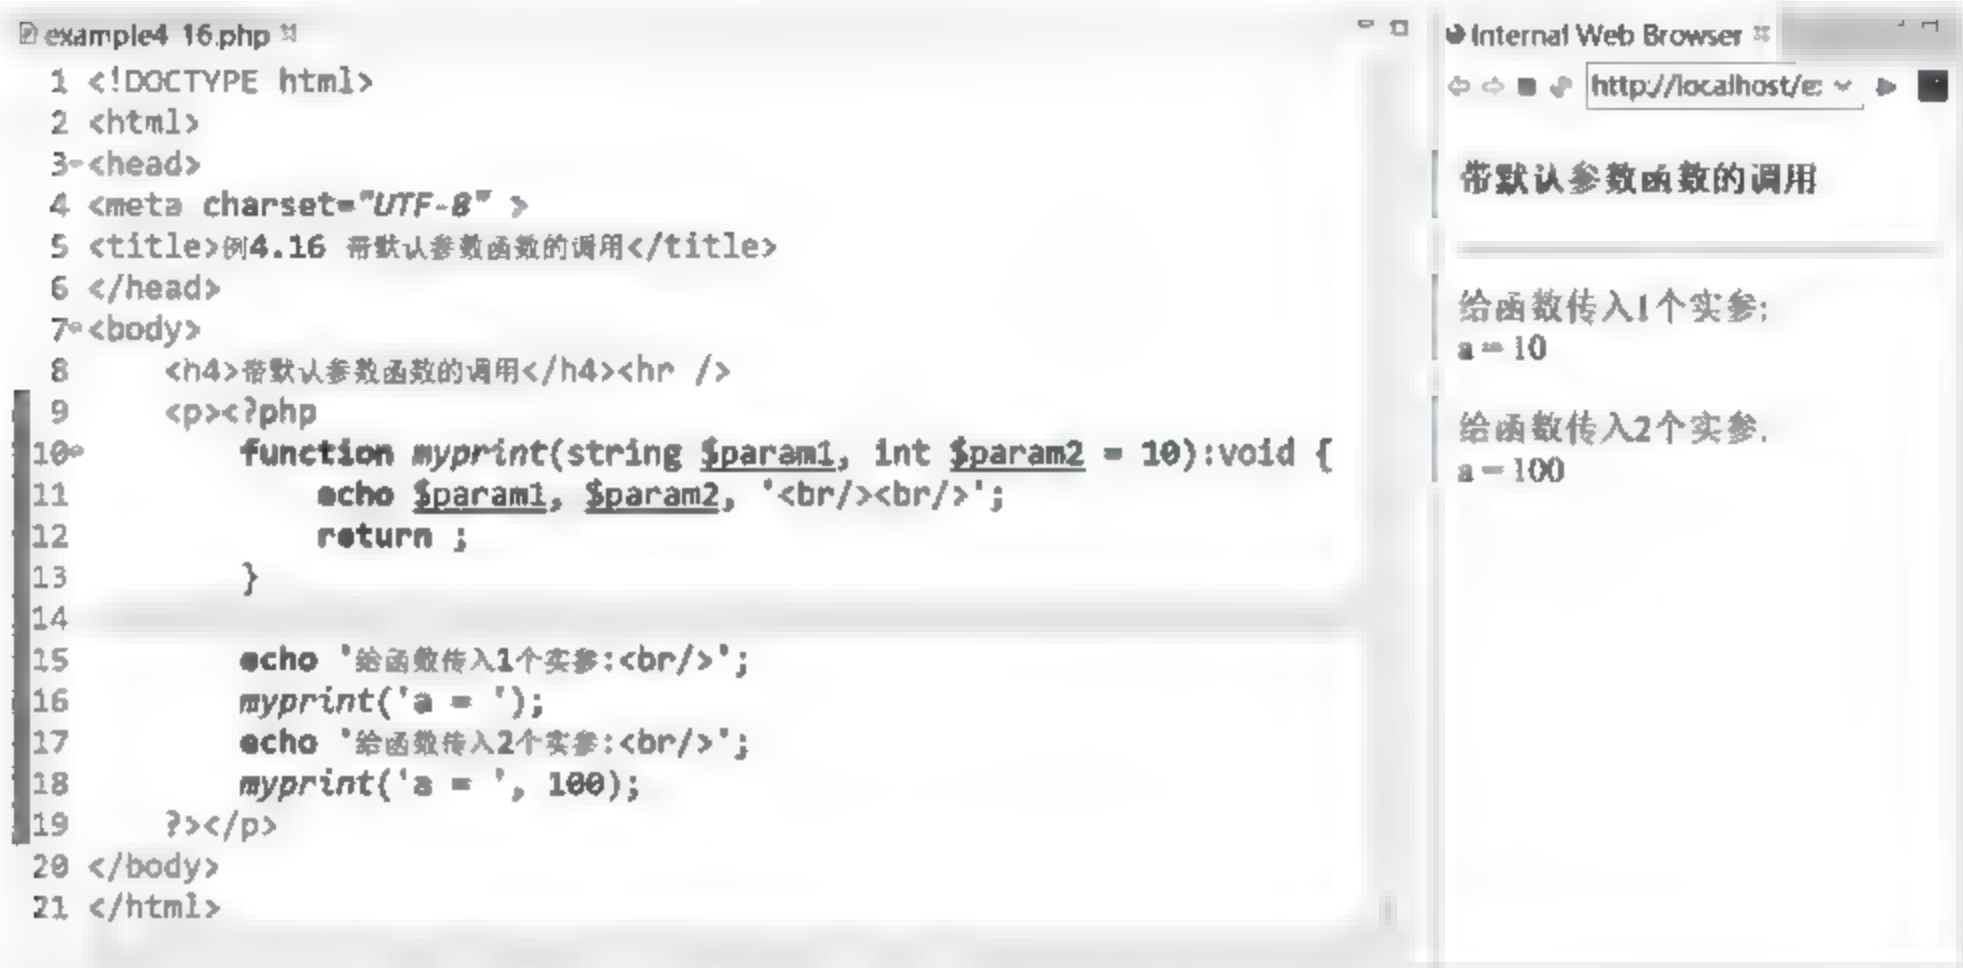 example4_16.php
1 <!DOCTYPE html>
2 <html>
3 <head>
4 <meta charset="UTF-8" >
5 <title>例4.16 带默认参数函数的调用</title>
6 </head>
7 <body>
8 <h4>带默认参数函数的调用</h4><hr />
9 <p><?php
10 function myprint(string $param1, int $param2 = 10):void {
11 echo $param1, $param2, '<br/><br/>';
12 return ;
13 }
14
15 echo '给函数传入1个实参:<br/>';
16 myprint('a = ');
17 echo '给函数传入2个实参:<br/>';
18 myprint('a = ', 100);
19 ?></p>
20 </body>
21 </html>
Internal Web Browser
http://localhost/e
带默认参数函数的调用
给函数传入1个实参:
a = 10
给函数传入2个实参:
a = 100